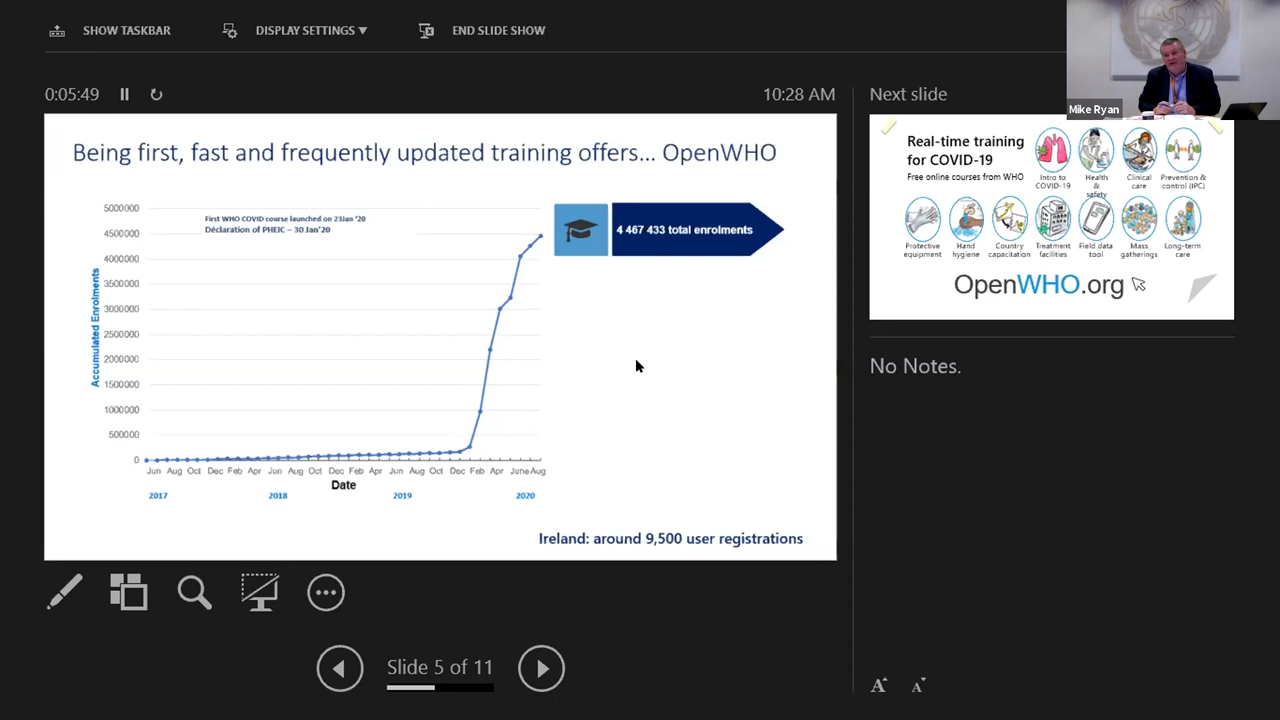 SHOW TASKBAR
DISPLAY SETTINGS ▼
END SLIDE SHOW
Mike Ryan
0:05:49
10:28 AM
Next slide
Being first, fast and frequently updated training offers... OpenWHO
5000000
4500000
4000000
3500000
3000000
2500000
2000000
1500000
1000000
500000
0
Accumulated Enrolments
First WHO COVID course launched on 23Jan '20
Déclaration of PHEIC – 30 Jan'20
4 467 433 total enrolments
Jun Aug Oct Dec Feb Apr Jun Aug Oct Dec Feb Apr Jun Aug Oct Dec Feb Apr June Aug
Date
2017 2018 2019 2020
Ireland: around 9,500 user registrations
Real-time training
for COVID-19
Free online courses from WHO
Intro to
COVID-19
Health
&
safety
Clinical
care
Prevention &
control (IPC)
Protective
equipment
Hand
hygiene
Country
capacitation
Treatment
facilities
Field data
tool
Mass
gatherings
Long-term
care
OpenWHO.org
No Notes.
Slide 5 of 11
A A